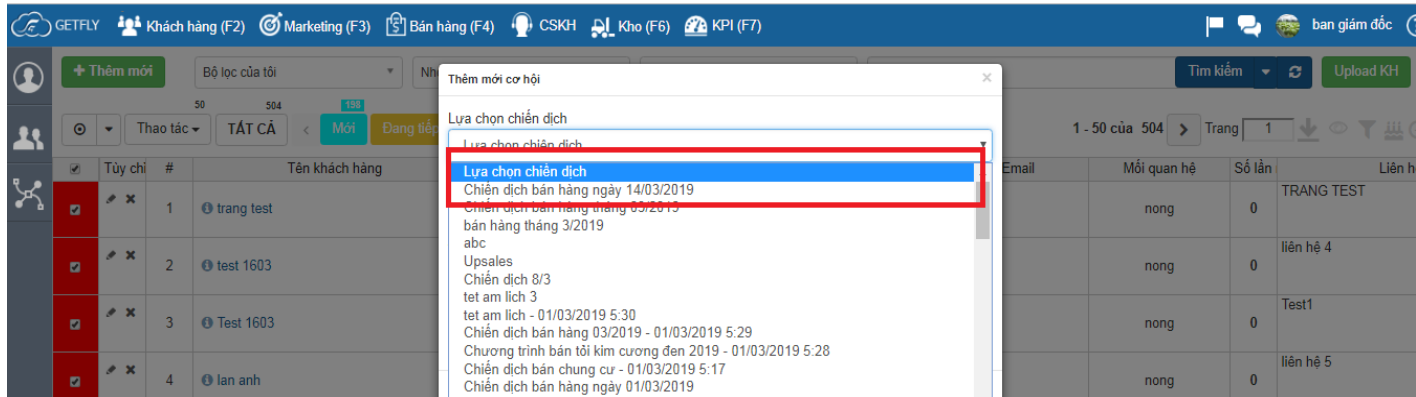 GETFLY Khách hàng (F2) Marketing (F3) Bán hàng (F4) CSKH Kho (F6) KPI (F7) ban giám đốc
+ Thêm mới Bộ lọc của tôi Thêm mới cơ hội × Tìm kiếm Upload KH
50 504 198
Lựa chọn chiến dịch
Thao tác TẤT CẢ < Mới Đang tiếp 1 - 50 của 504 Trang 1
Lựa chọn chiến dịch
Tùy chỉ # Tên khách hàng Lựa chọn chiến dịch Email Mối quan hệ Số lần Liên h
Chiến dịch bán hàng ngày 14/03/2019 TRANG TEST
1 trang test Chiến dịch bán hàng tháng 03/2019 nong 0
bán hàng tháng 3/2019
abc liên hệ 4
2 test 1603 Upsales nong 0
Chiến dịch 8/3
tet am lich 3 Test1
tet am lich - 01/03/2019 5:30
3 Test 1603 Chiến dịch bán hàng 03/2019 - 01/03/2019 5:29 nong 0
Chương trình bán tỏi kim cương đen 2019 - 01/03/2019 5:28
Chiến dịch bán chung cư - 01/03/2019 5:17 liên hệ 5
4 lan anh Chiến dịch bán hàng ngày 01/03/2019 nong 0